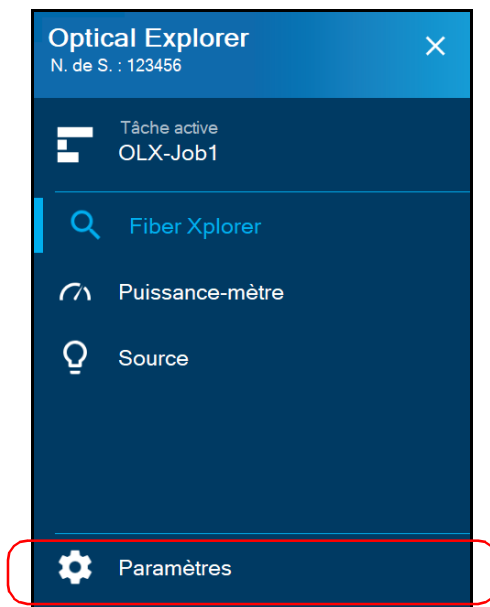 Optical Explorer
N. de S. : 123456
Tâche active
OLX-Job1
Fiber Xplorer
Puissance-mètre
Source
Paramètres